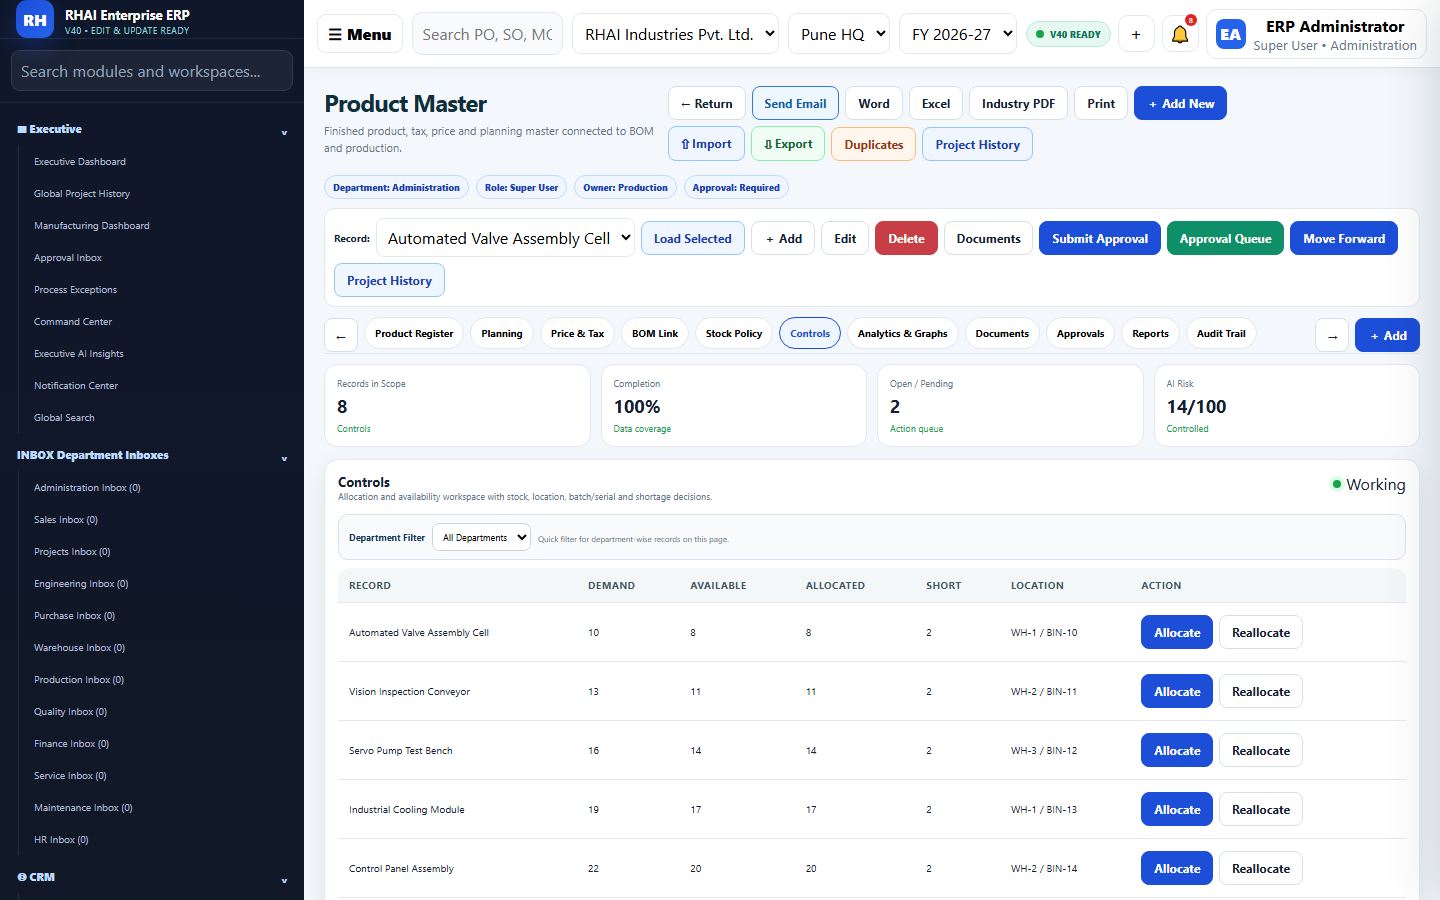 RH
RHAI Enterprise ERP
V40 • EDIT & UPDATE READY
Search modules and workspaces...
Executive
Executive Dashboard
Global Project History
Manufacturing Dashboard
Approval Inbox
Process Exceptions
Command Center
Executive AI Insights
Notification Center
Global Search
INBOX Department Inboxes
Administration Inbox (0)
Sales Inbox (0)
Projects Inbox (0)
Engineering Inbox (0)
Purchase Inbox (0)
Warehouse Inbox (0)
Production Inbox (0)
Quality Inbox (0)
Finance Inbox (0)
Service Inbox (0)
Maintenance Inbox (0)
HR Inbox (0)
CRM
☰ Menu
Search PO, SO, MO
RHAI Industries Pvt. Ltd.
Pune HQ
FY 2026-27
V40 READY
+
8
EA
ERP Administrator
Super User • Administration
Product Master
Finished product, tax, price and planning master connected to BOM
and production.
← Return
Send Email
Word
Excel
Industry PDF
Print
+ Add New
⇧ Import
⇩ Export
Duplicates
Project History
Department: Administration
Role: Super User
Owner: Production
Approval: Required
Record:
Automated Valve Assembly Cell
Load Selected
+ Add
Edit
Delete
Documents
Submit Approval
Approval Queue
Move Forward
Project History
←
Product Register
Planning
Price & Tax
BOM Link
Stock Policy
Controls
Analytics & Graphs
Documents
Approvals
Reports
Audit Trail
→
+ Add
Records in Scope
8
Controls
Completion
100%
Data coverage
Open / Pending
2
Action queue
AI Risk
14/100
Controlled
Controls
Allocation and availability workspace with stock, location, batch/serial and shortage decisions.
Working
Department Filter
All Departments
Quick filter for department-wise records on this page.
RECORD DEMAND AVAILABLE ALLOCATED SHORT LOCATION ACTION
Automated Valve Assembly Cell 10 8 8 2 WH-1 / BIN-10 Allocate Reallocate
Vision Inspection Conveyor 13 11 11 2 WH-2 / BIN-11 Allocate Reallocate
Servo Pump Test Bench 16 14 14 2 WH-3 / BIN-12 Allocate Reallocate
Industrial Cooling Module 19 17 17 2 WH-1 / BIN-13 Allocate Reallocate
Control Panel Assembly 22 20 20 2 WH-2 / BIN-14 Allocate Reallocate